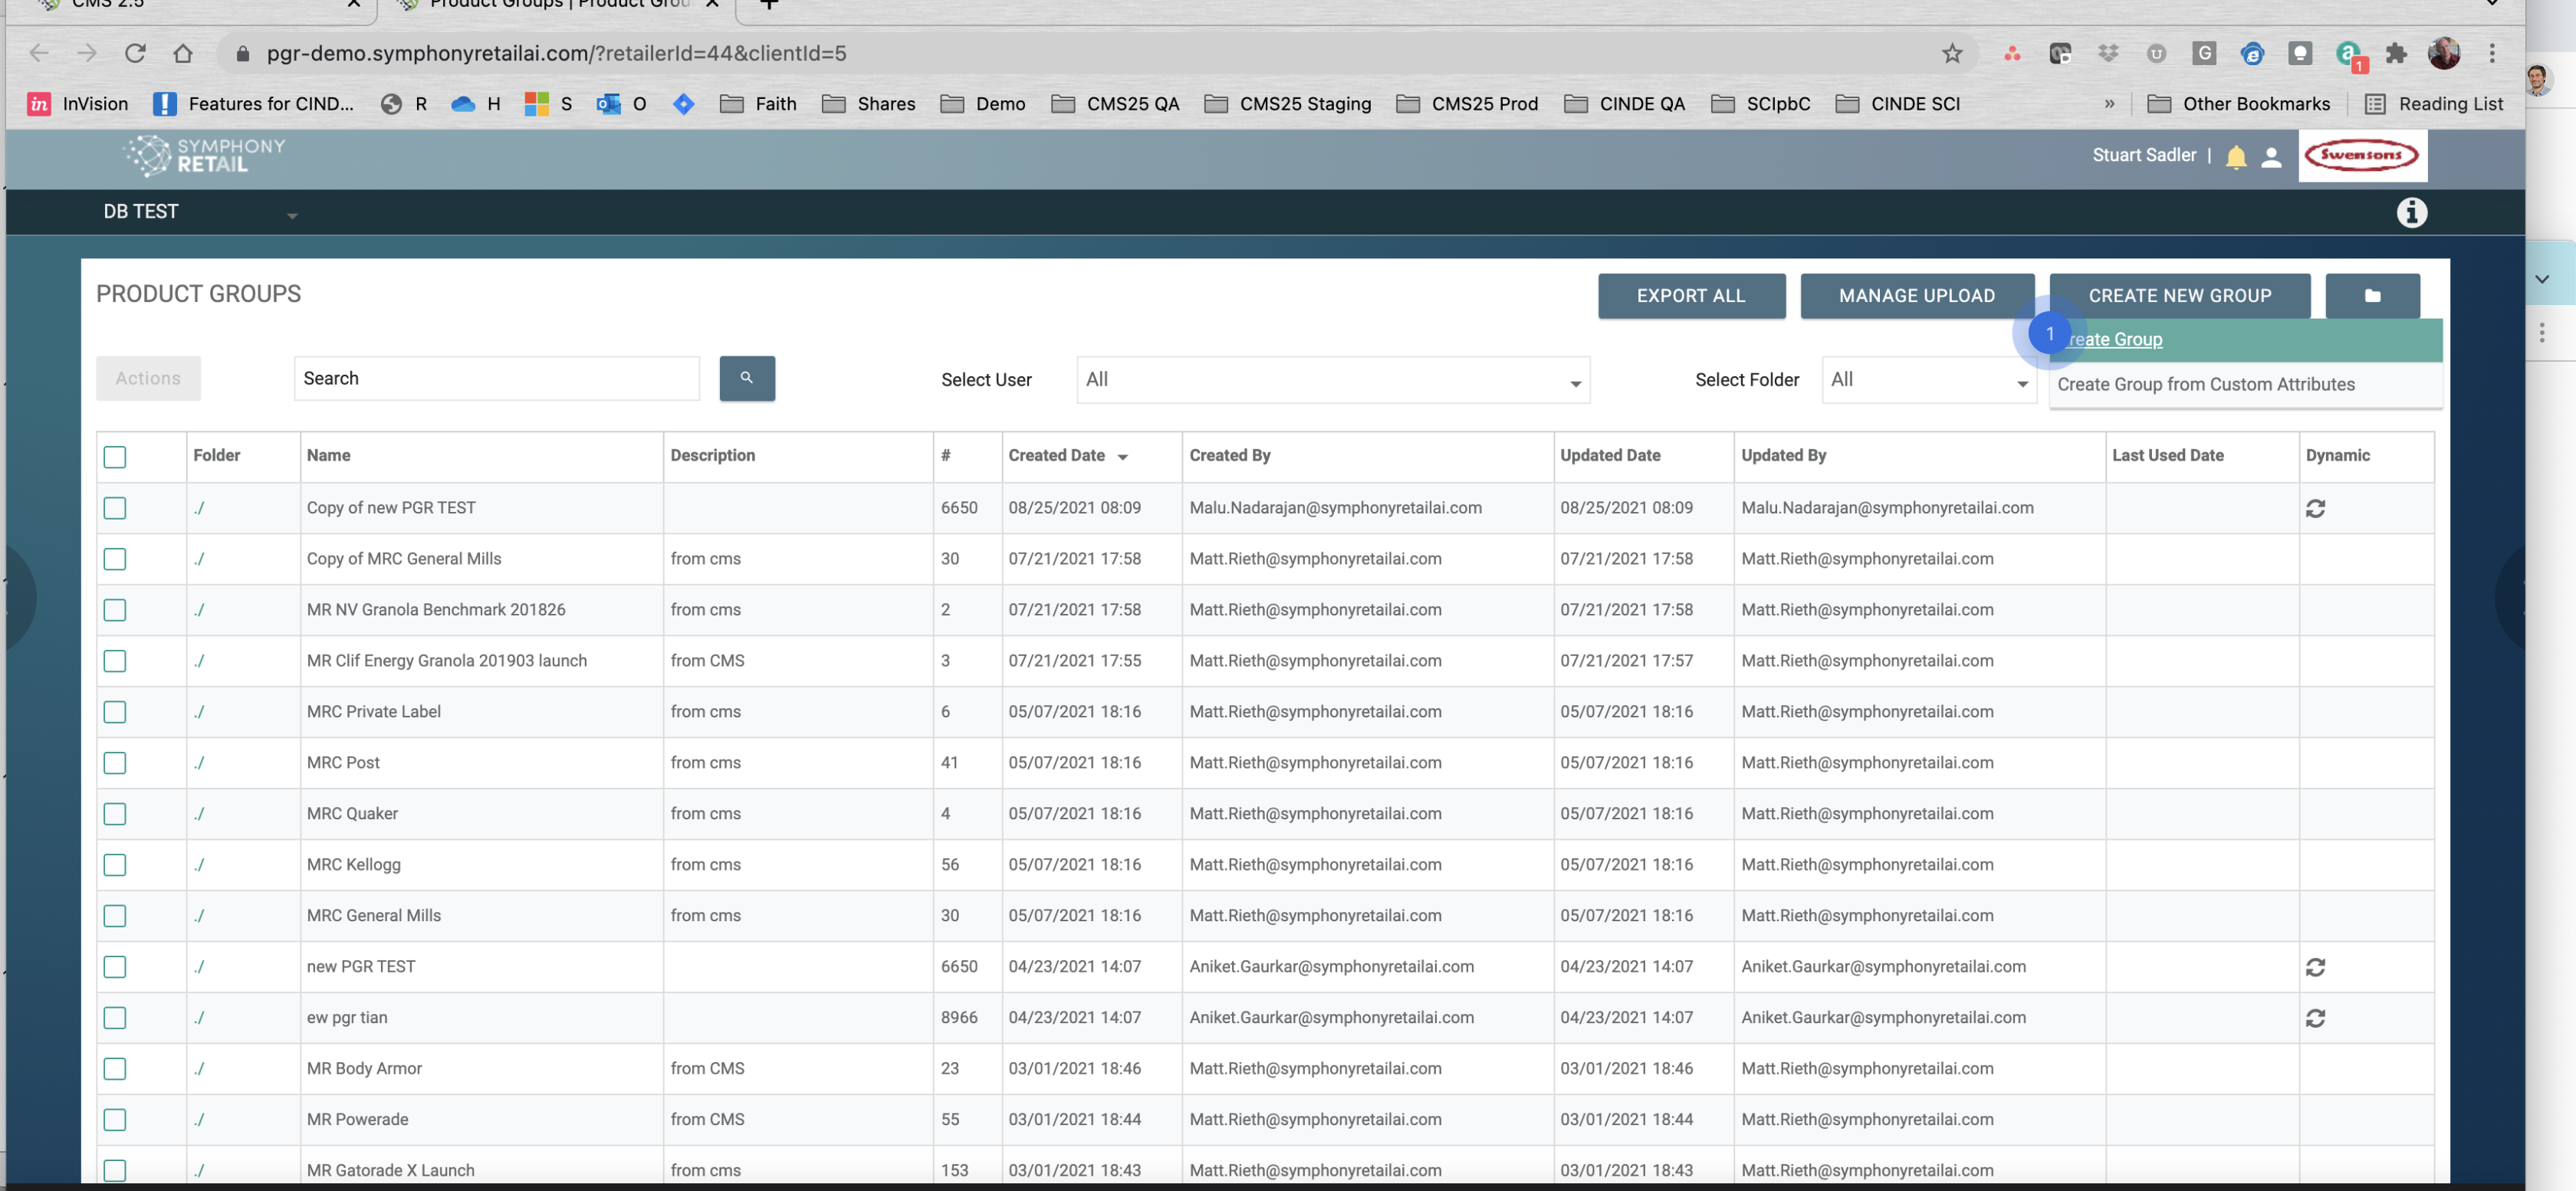 CMS 2.5
Product Groups | Product Grou
pgr-demo.symphonyretailai.com/?retailerId=44&clientId=5
1
in InVision ! Features for CIND... R H S O Faith Shares Demo CMS25 QA CMS25 Staging CMS25 Prod CINDE QA SCIpbC CINDE SCI » Other Bookmarks Reading List
SYMPHONY
RETAIL
Stuart Sadler |
Swensons
DB TEST
PRODUCT GROUPS
EXPORT ALL MANAGE UPLOAD CREATE NEW GROUP
1 reate Group
Create Group from Custom Attributes
Actions Search Select User All Select Folder All
Folder Name Description # Created Date Created By Updated Date Updated By Last Used Date Dynamic
./ Copy of new PGR TEST 6650 08/25/2021 08:09 Malu.Nadarajan@symphonyretailai.com 08/25/2021 08:09 Malu.Nadarajan@symphonyretailai.com
./ Copy of MRC General Mills from cms 30 07/21/2021 17:58 Matt.Rieth@symphonyretailai.com 07/21/2021 17:58 Matt.Rieth@symphonyretailai.com
./ MR NV Granola Benchmark 201826 from cms 2 07/21/2021 17:58 Matt.Rieth@symphonyretailai.com 07/21/2021 17:58 Matt.Rieth@symphonyretailai.com
./ MR Clif Energy Granola 201903 launch from CMS 3 07/21/2021 17:55 Matt.Rieth@symphonyretailai.com 07/21/2021 17:57 Matt.Rieth@symphonyretailai.com
./ MRC Private Label from cms 6 05/07/2021 18:16 Matt.Rieth@symphonyretailai.com 05/07/2021 18:16 Matt.Rieth@symphonyretailai.com
./ MRC Post from cms 41 05/07/2021 18:16 Matt.Rieth@symphonyretailai.com 05/07/2021 18:16 Matt.Rieth@symphonyretailai.com
./ MRC Quaker from cms 4 05/07/2021 18:16 Matt.Rieth@symphonyretailai.com 05/07/2021 18:16 Matt.Rieth@symphonyretailai.com
./ MRC Kellogg from cms 56 05/07/2021 18:16 Matt.Rieth@symphonyretailai.com 05/07/2021 18:16 Matt.Rieth@symphonyretailai.com
./ MRC General Mills from cms 30 05/07/2021 18:16 Matt.Rieth@symphonyretailai.com 05/07/2021 18:16 Matt.Rieth@symphonyretailai.com
./ new PGR TEST 6650 04/23/2021 14:07 Aniket.Gaurkar@symphonyretailai.com 04/23/2021 14:07 Aniket.Gaurkar@symphonyretailai.com
./ ew pgr tian 8966 04/23/2021 14:07 Aniket.Gaurkar@symphonyretailai.com 04/23/2021 14:07 Aniket.Gaurkar@symphonyretailai.com
./ MR Body Armor from CMS 23 03/01/2021 18:46 Matt.Rieth@symphonyretailai.com 03/01/2021 18:46 Matt.Rieth@symphonyretailai.com
./ MR Powerade from CMS 55 03/01/2021 18:44 Matt.Rieth@symphonyretailai.com 03/01/2021 18:44 Matt.Rieth@symphonyretailai.com
./ MR Gatorade X Launch from cms 153 03/01/2021 18:43 Matt.Rieth@symphonyretailai.com 03/01/2021 18:43 Matt.Rieth@symphonyretailai.com